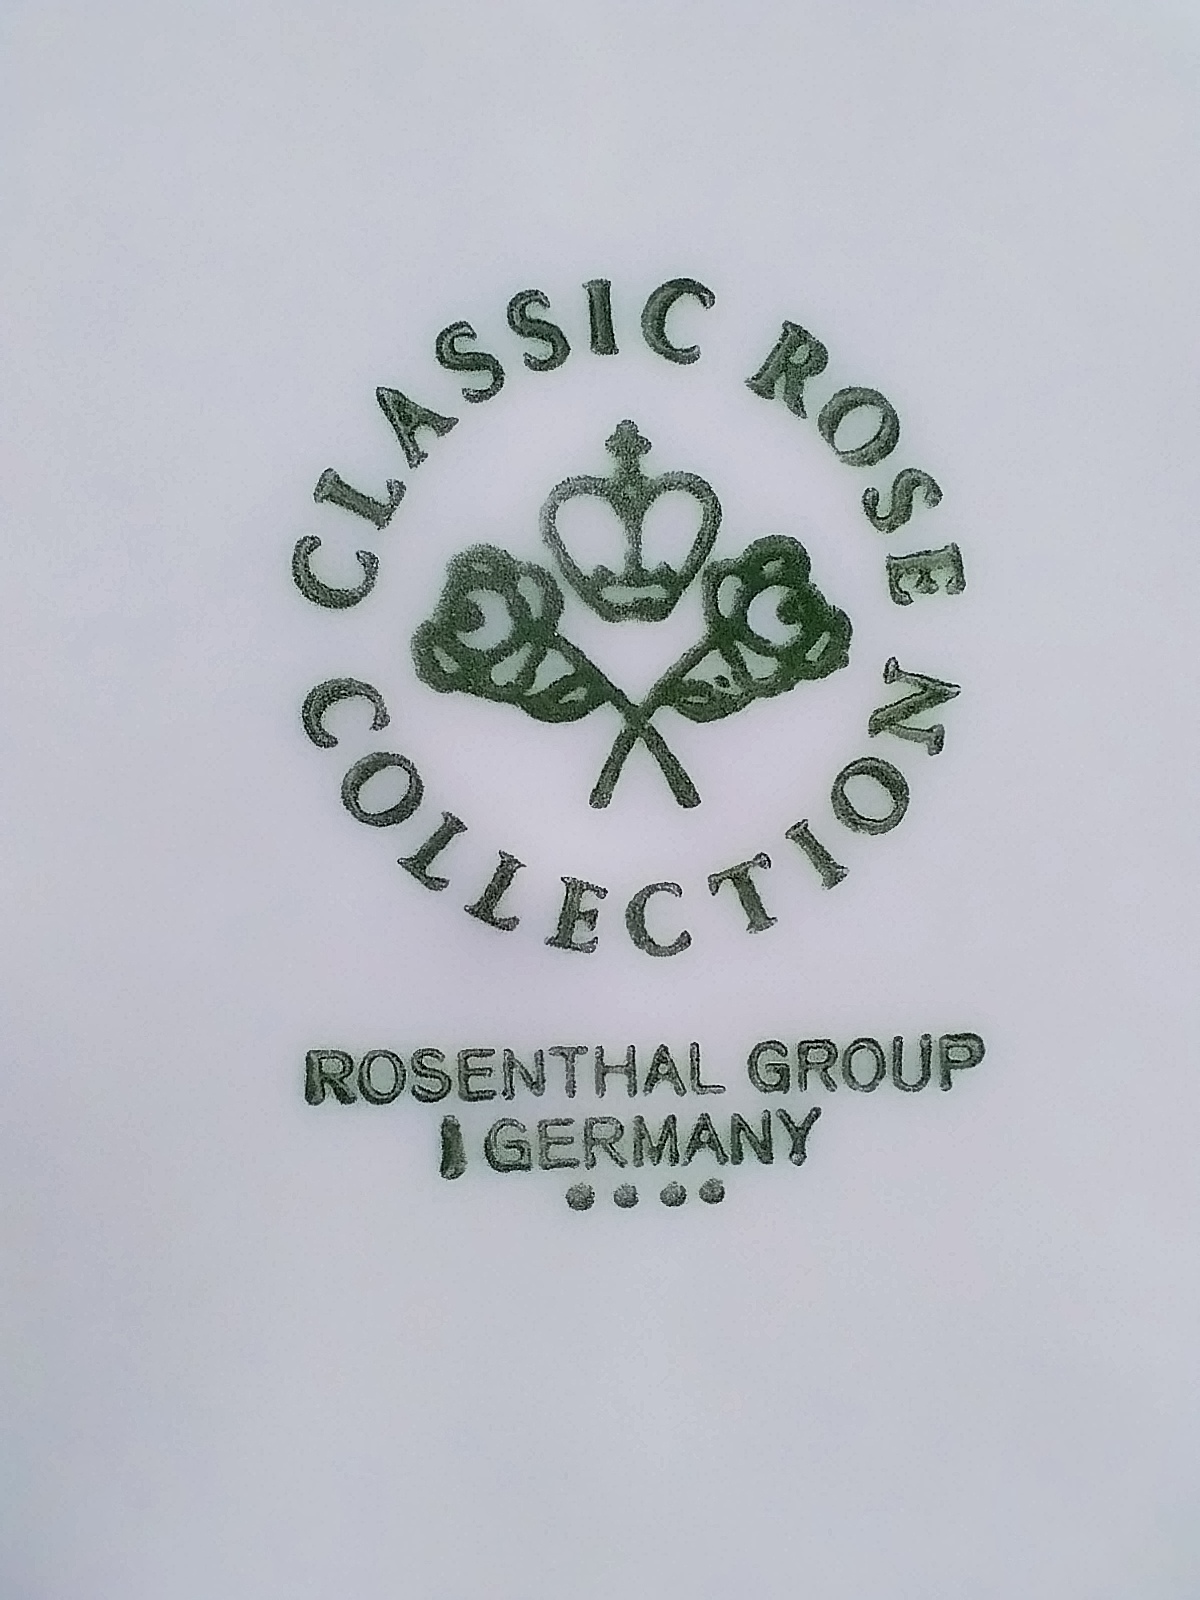 CLASSIC ROSE
COLLECTION
ROSENTHAL GROUP
GERMANY